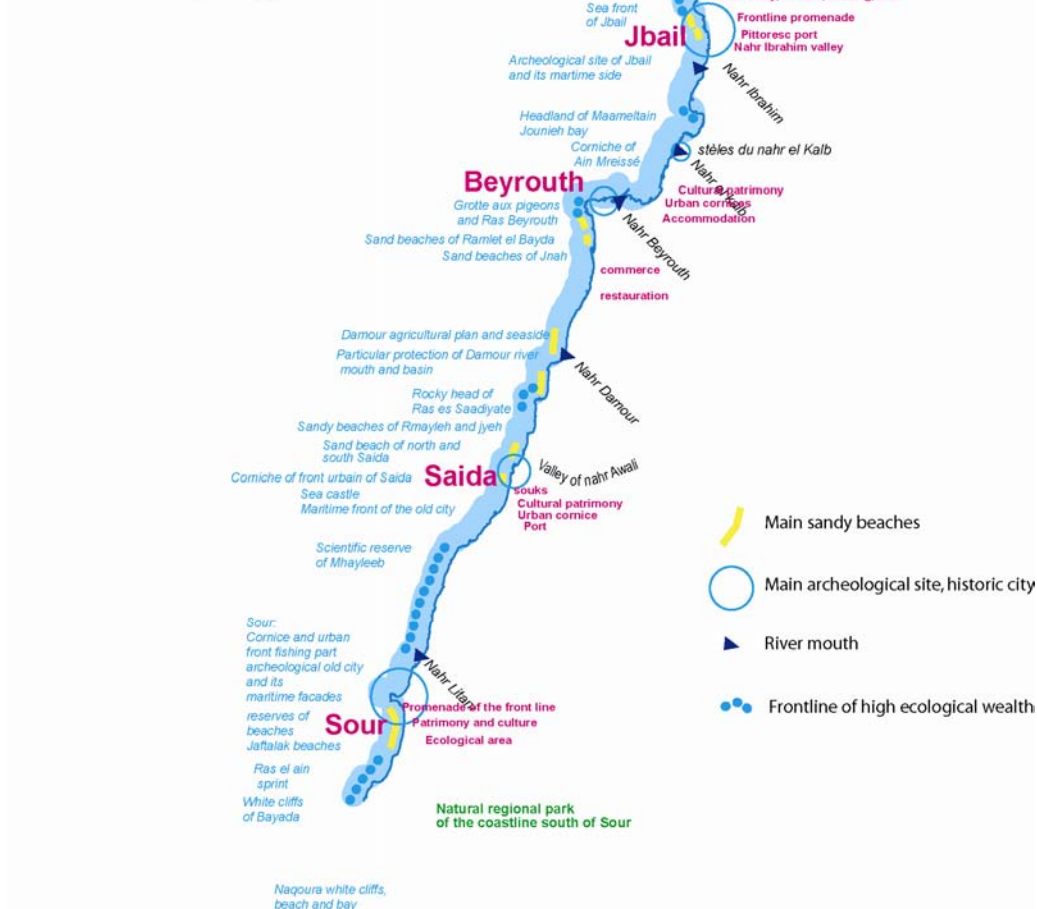 Sea front
of Jbail
Frontline promenade
Jbail
Pittoresc port
Nahr Ibrahim valley
Archeological site of Jbail
and its martime side
Nahr Ibrahim
Headland of Maameltain
Jounieh bay
Corniche of
Ain Mreissé
stèles du nahr el Kalb
Nahr el Kalb
Beyrouth
Cultural patrimony
Urban cornices
Accommodation
Grotte aux pigeons
and Ras Beyrouth
Nahr Beyrouth
Sand beaches of Ramlet el Bayda
Sand beaches of Jnah
commerce
restauration
Damour agricultural plan and seaside
Particular protection of Damour river
mouth and basin
Nahr Damour
Rocky head of
Ras es Saadiyate
Sandy beaches of Rmayleh and jyeh
Sand beach of north and
south Saida
Valley of nahr Awali
Corniche of front urbain of Saida
Saida
Sea castle
Maritime front of the old city
souks
Cultural patrimony
Urban cornice
Port
Main sandy beaches
Scientific reserve
of Mhayleeb
Main archeological site, historic city
River mouth
Frontline of high ecological wealth
Sour:
Cornice and urban
front fishing part
archeological old city
and its
maritime facades
Nahr Litani
Promenade of the front line
Patrimony and culture
Ecological area
Sour
reserves of
beaches
Jaftalak beaches
Ras el ain
sprint
White cliffs
of Bayada
Natural regional park
of the coastline south of Sour
Naqoura white cliffs,
beach and bay